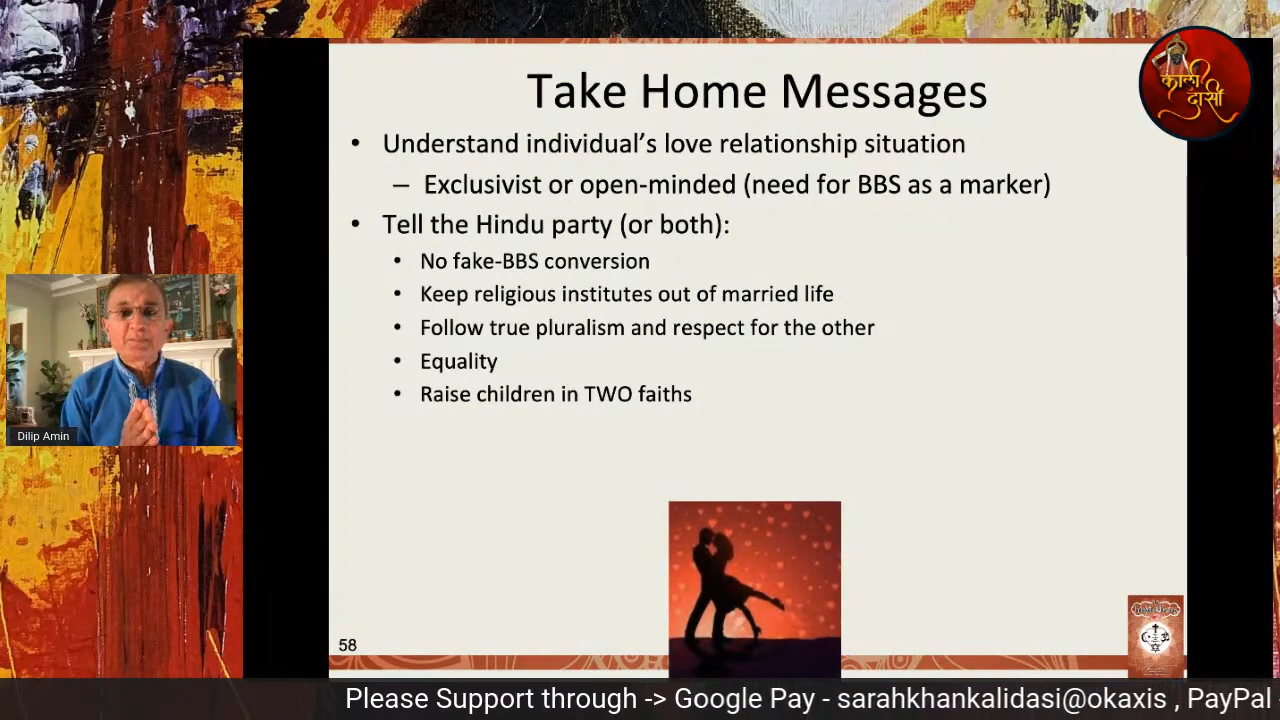 Take Home Messages
• Understand individual's love relationship situation
– Exclusivist or open-minded (need for BBS as a marker)
• Tell the Hindu party (or both):
• No fake-BBS conversion
• Keep religious institutes out of married life
• Follow true pluralism and respect for the other
• Equality
• Raise children in TWO faiths
58
काली
दासी
Dilip Amin
Please Support through -> Google Pay - sarahkhankalidasi@okaxis , PayPal